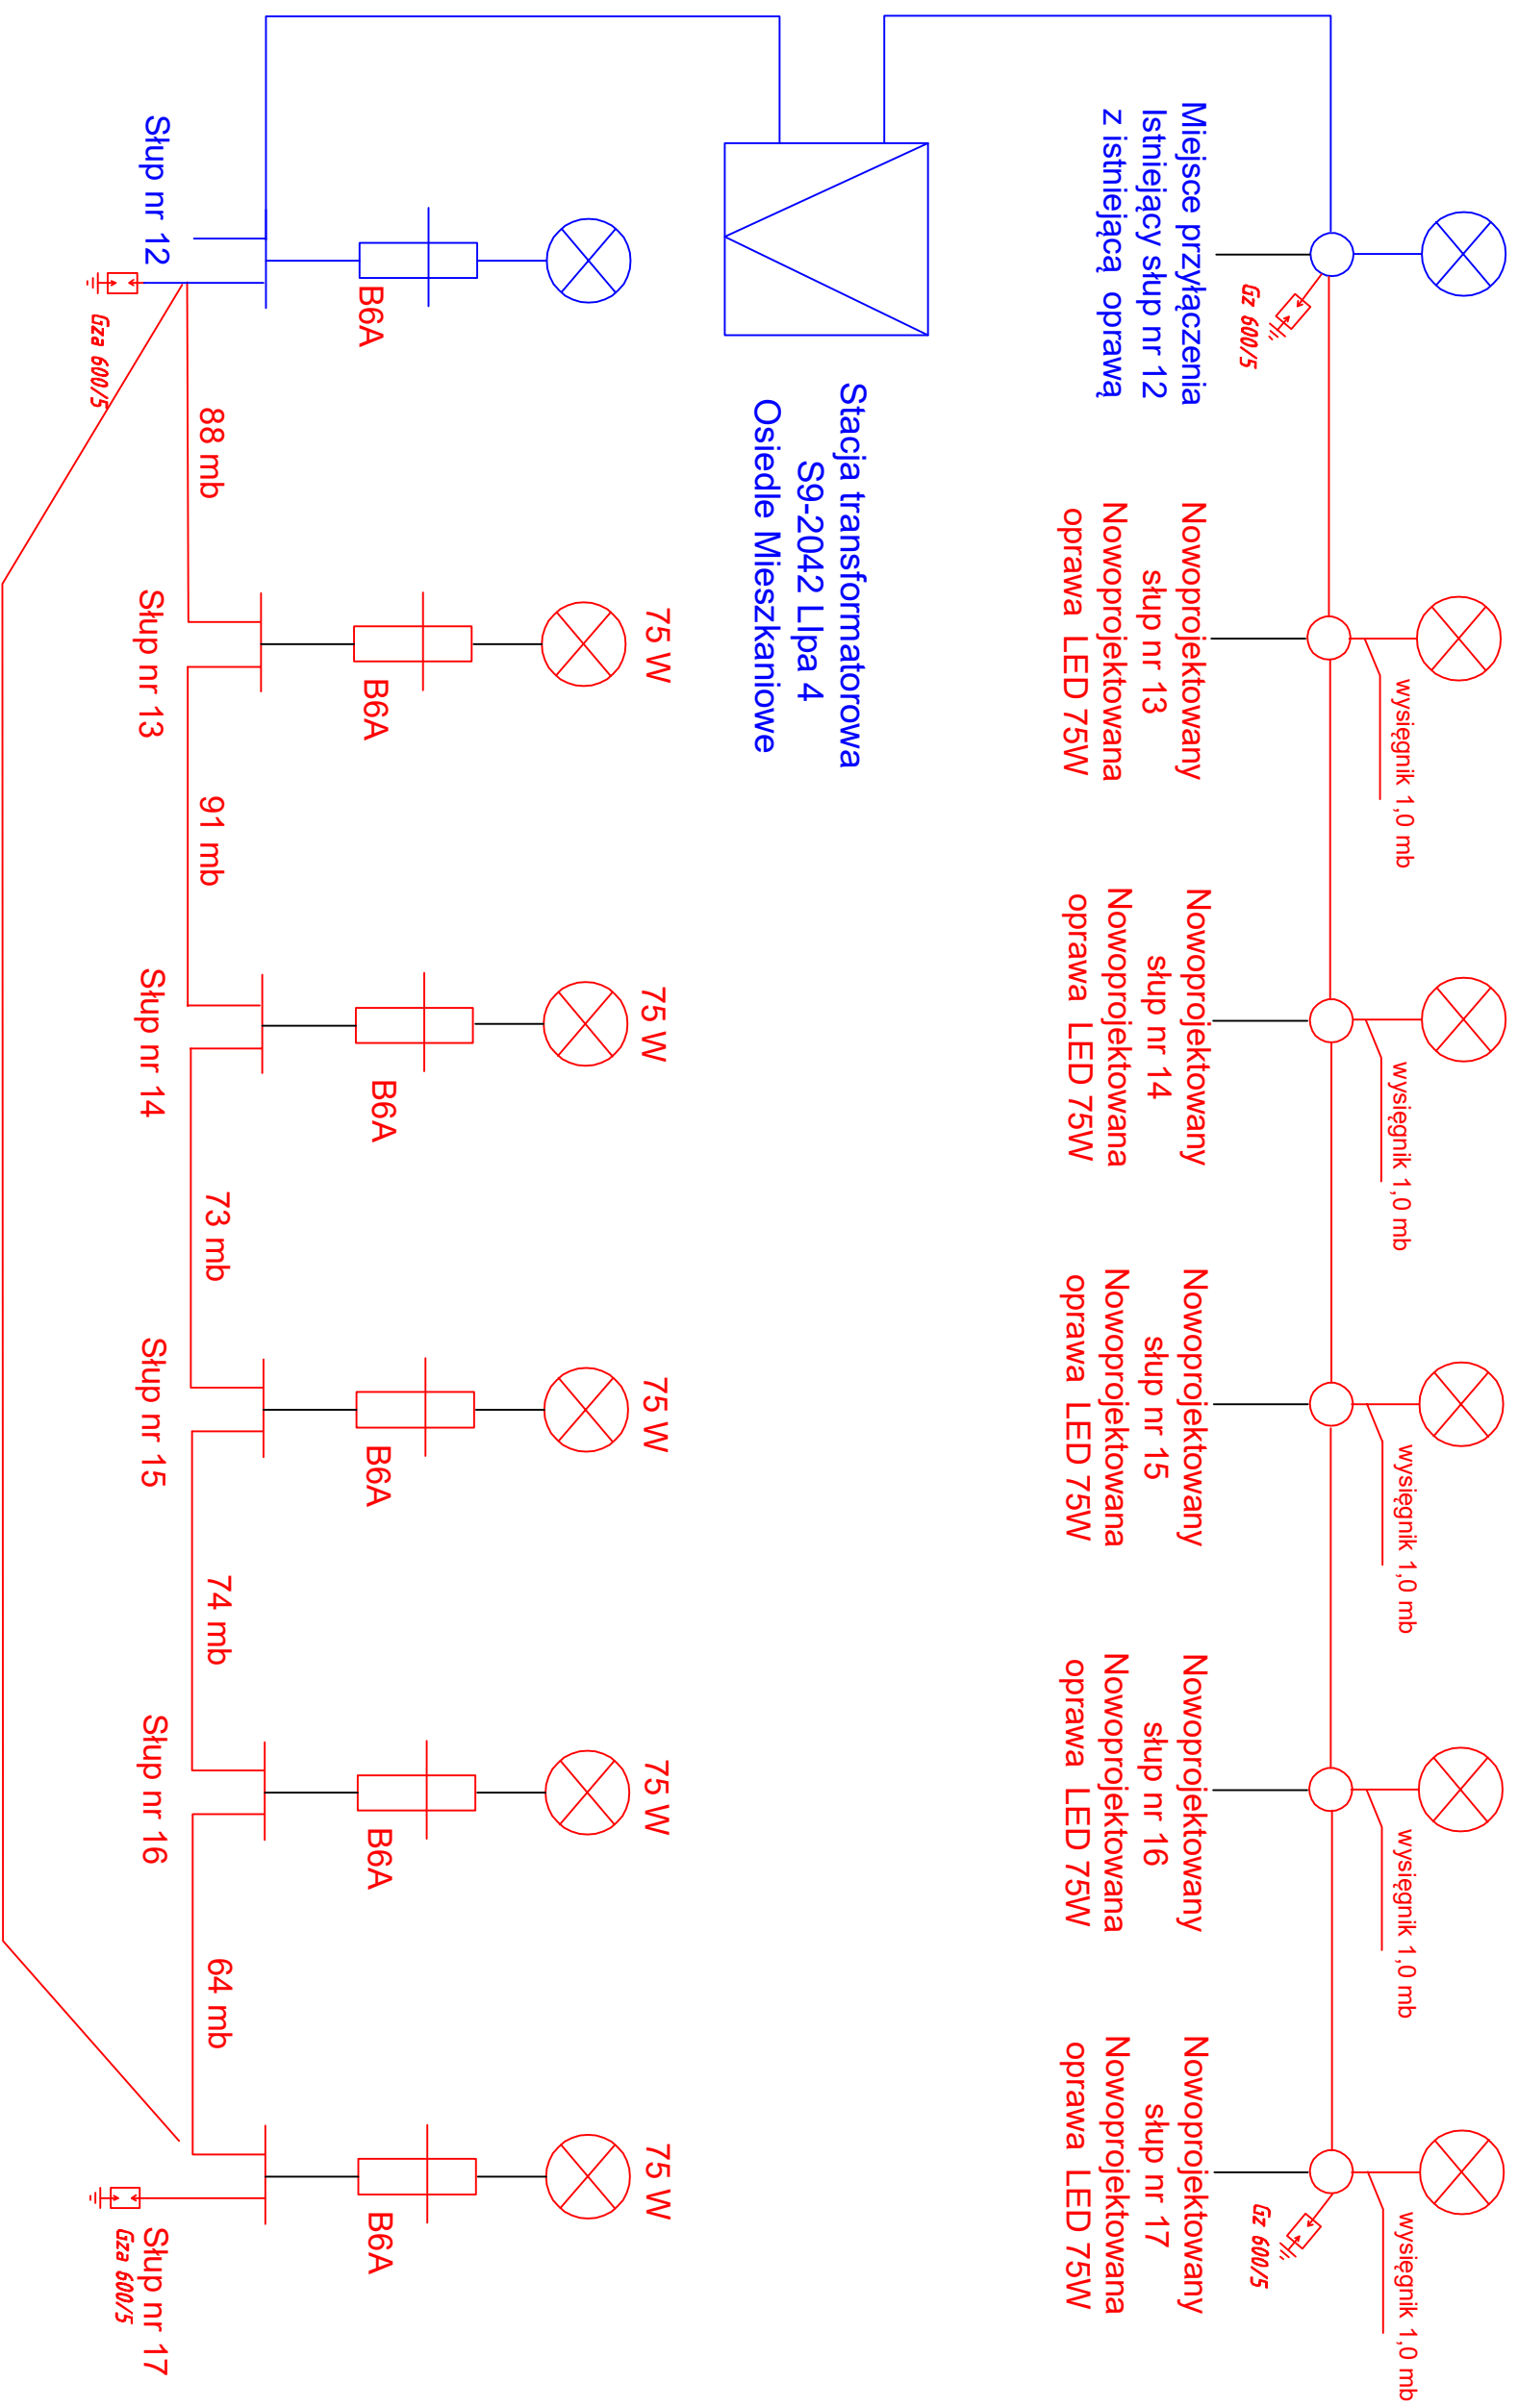 wysięgnik 1,0 mb
wysięgnik 1,0 mb
wysięgnik 1,0 mb
wysięgnik 1,0 mb
wysięgnik 1,0 mb
Gz 600/5
Gz 600/5
Miejsce przyłączenia
Istniejący słup nr 12
z istniejącą oprawą
Nowoprojektowany
słup nr 13
Nowoprojektowana
oprawa LED 75W
Nowoprojektowany
słup nr 14
Nowoprojektowana
oprawa LED 75W
Nowoprojektowany
słup nr 15
Nowoprojektowana
oprawa LED 75W
Nowoprojektowany
słup nr 16
Nowoprojektowana
oprawa LED 75W
Nowoprojektowany
słup nr 17
Nowoprojektowana
oprawa LED 75W
Stacja transformatorowa
S9-2042 LIpa 4
Osiedle Mieszkaniowe
75 W
75 W
75 W
75 W
75 W
B6A
B6A
B6A
B6A
B6A
B6A
88 mb
91 mb
73 mb
74 mb
64 mb
Słup nr 12
Słup nr 13
Słup nr 14
Słup nr 15
Słup nr 16
Słup nr 17
Gza 600/5
Gza 600/5